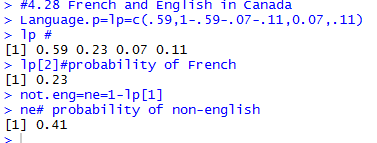 > #4.28 French and English in Canada
> Language.p=lp=c(.59,1-.59-.07-.11,0.07,.11)
> lp #
[1] 0.59 0.23 0.07 0.11
> lp[2]#probability of French
[1] 0.23
> not.eng=ne=1-lp[1]
> ne# probability of non-english
[1] 0.41
>